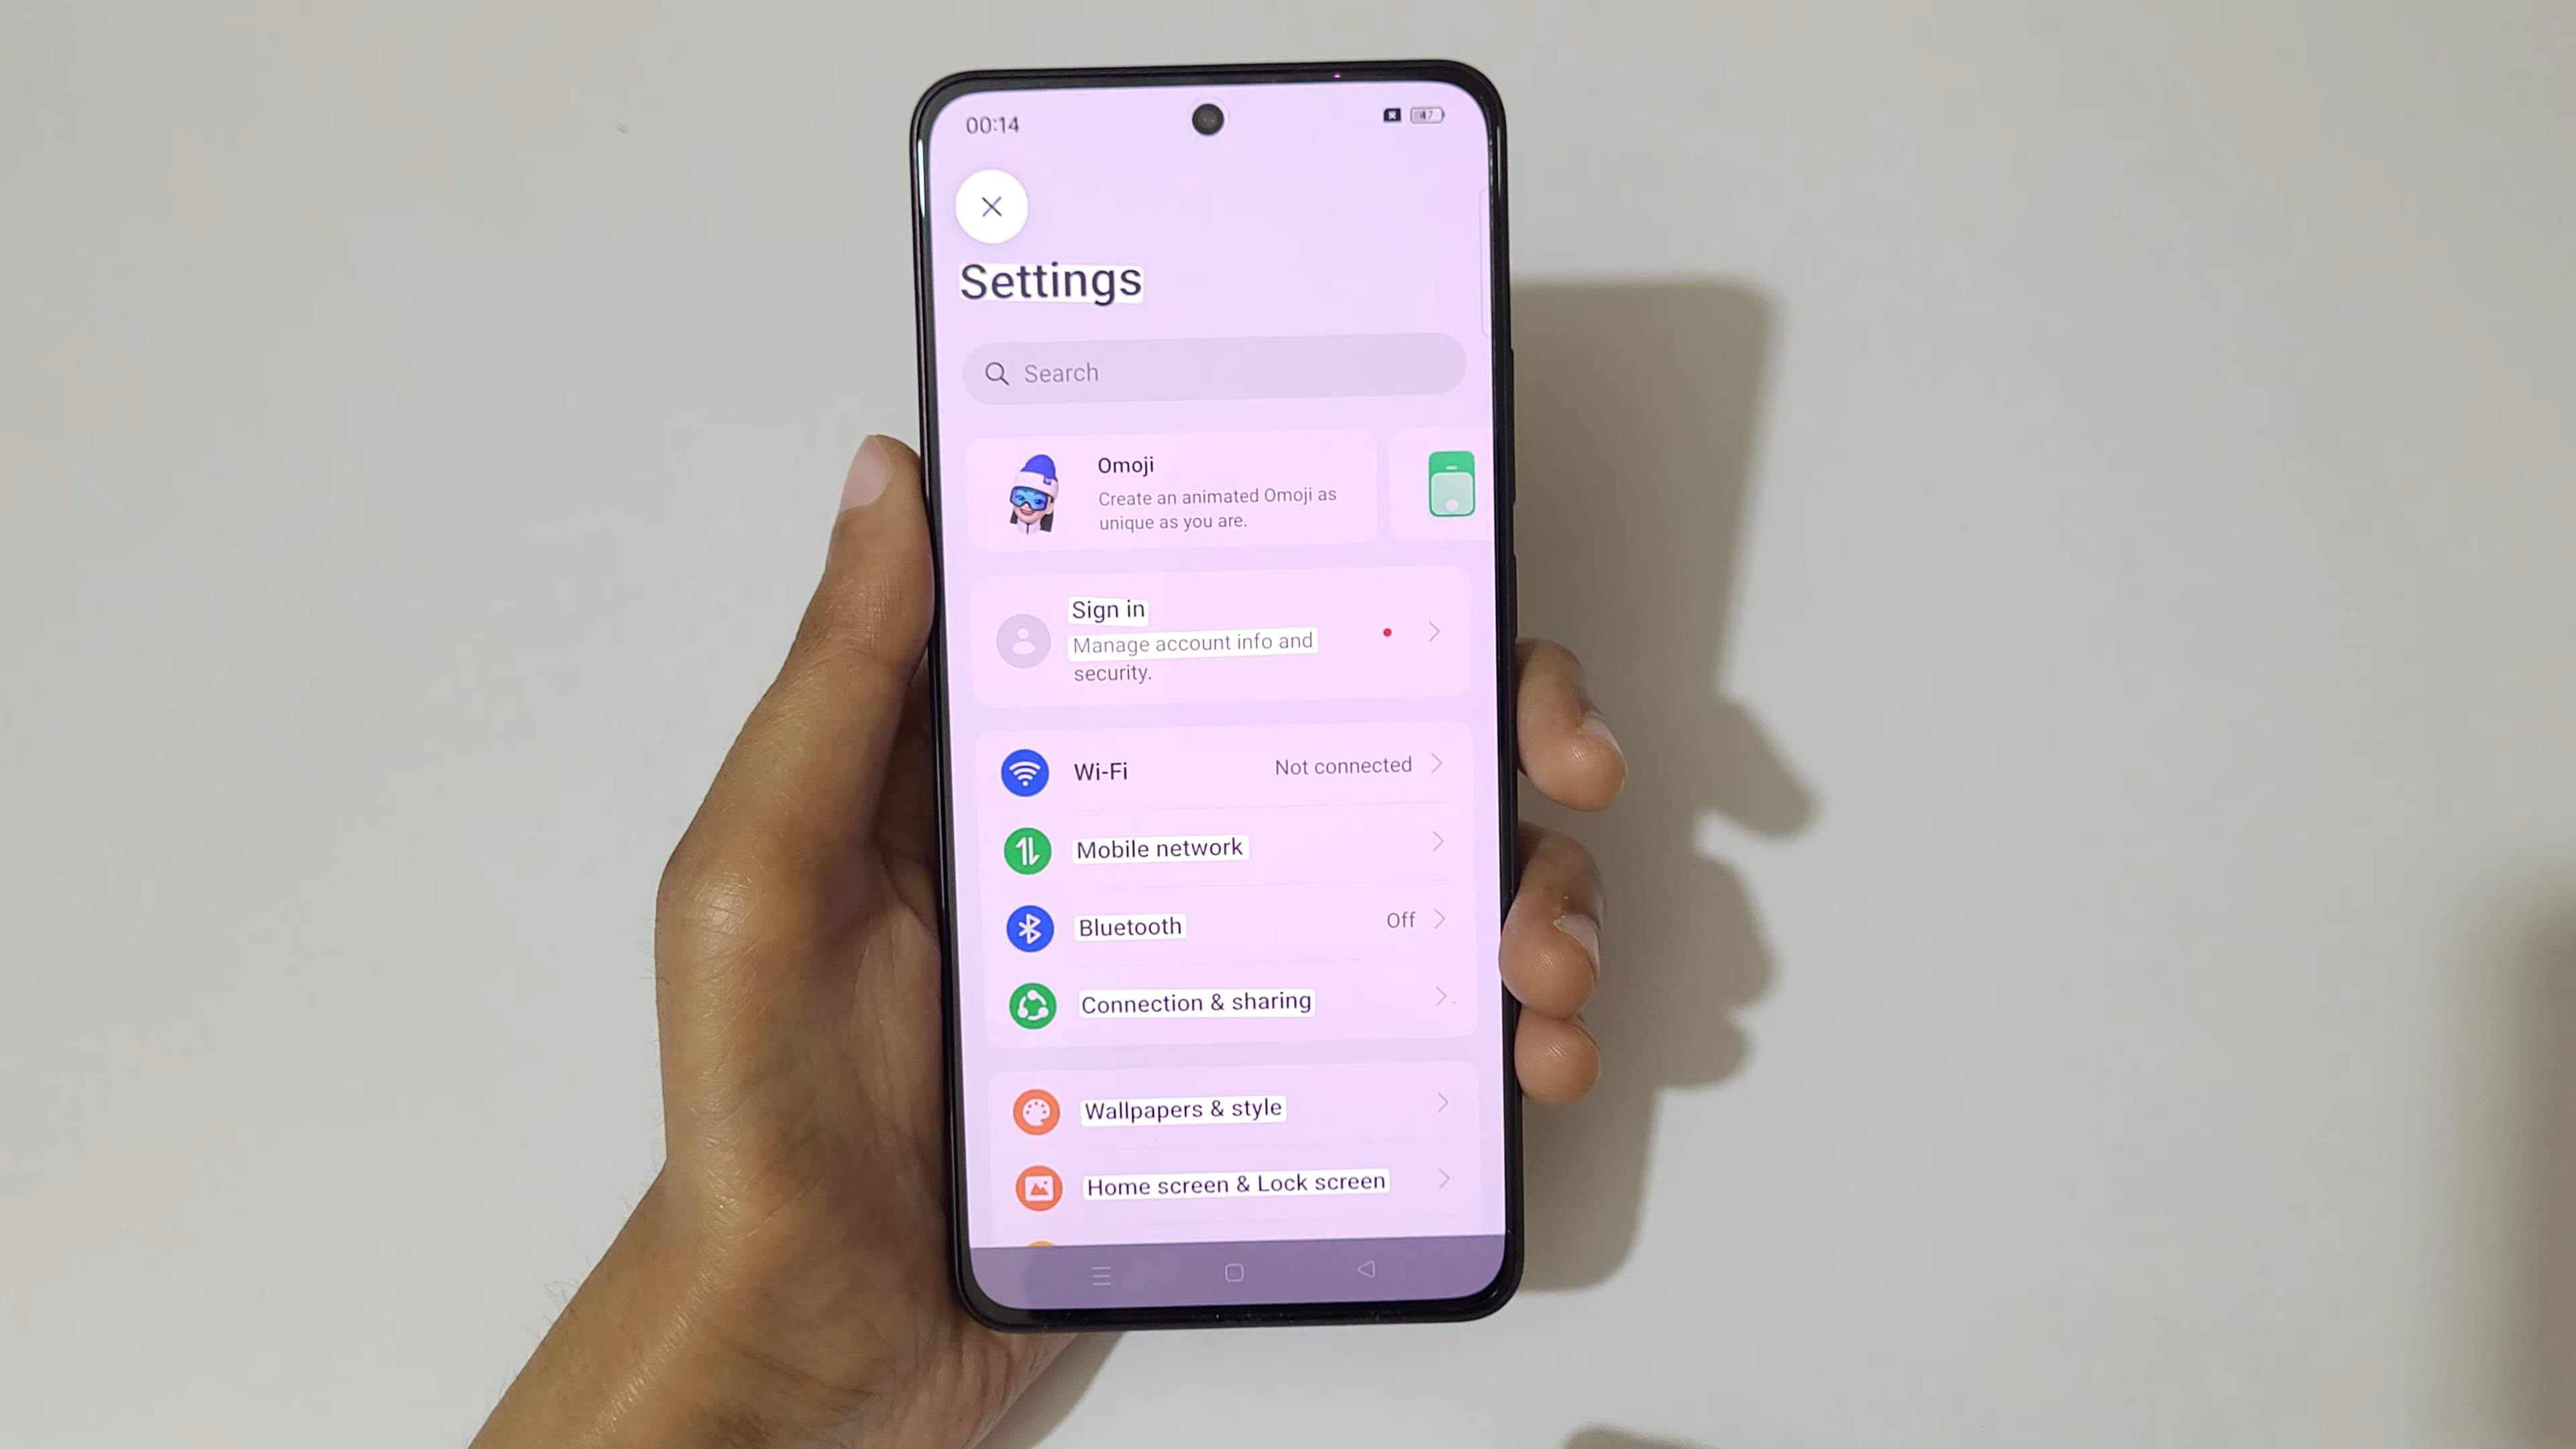 00:14
47
Settings
Search
Omoji
Create an animated Omoji as
unique as you are.
Sign in
Manage account info and
security.
Wi-Fi
Not connected
Mobile network
Bluetooth
Off
Connection & sharing
Wallpapers & style
Home screen & Lock screen